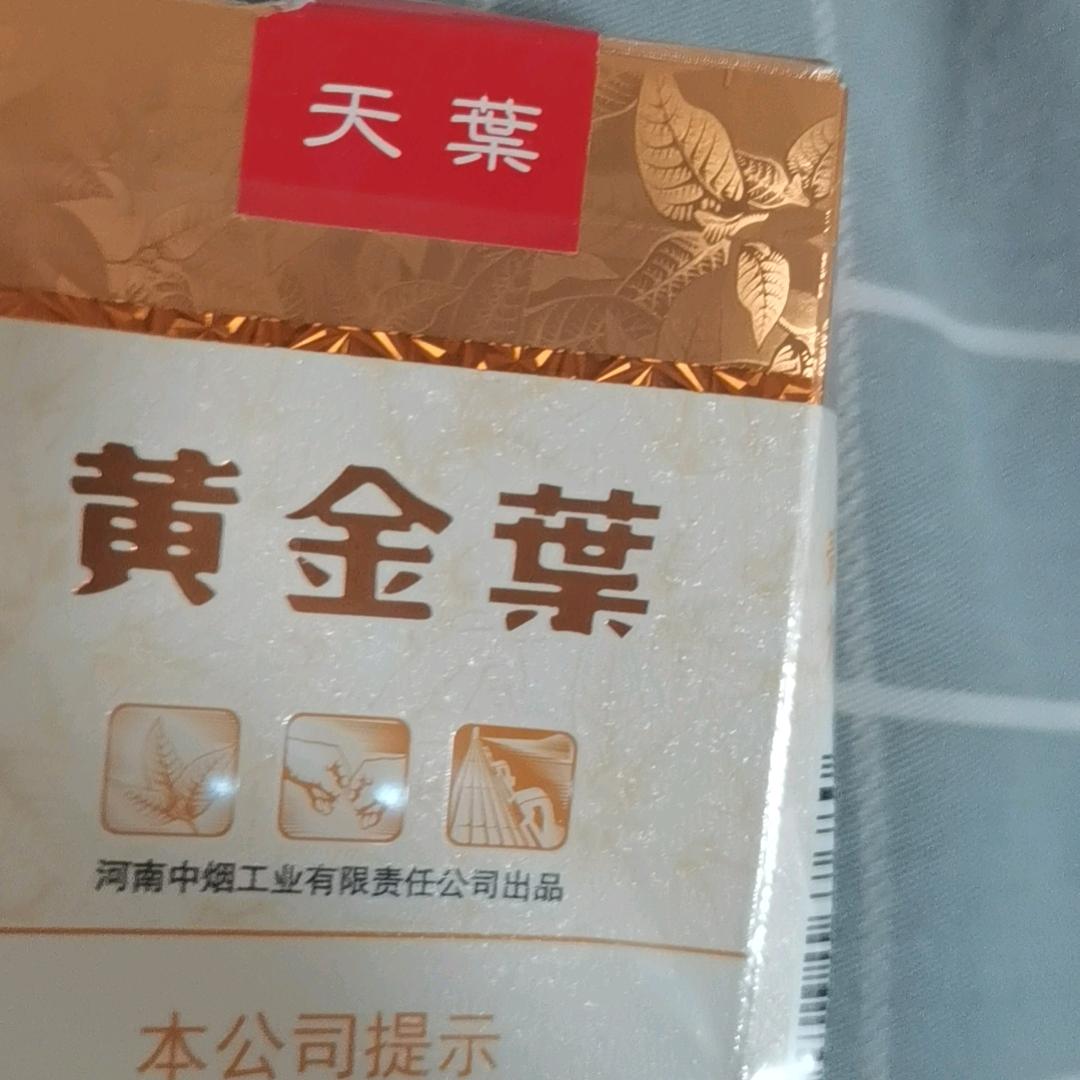 天葉
黄金葉
河南中烟工业有限责任公司出品
本公司提示